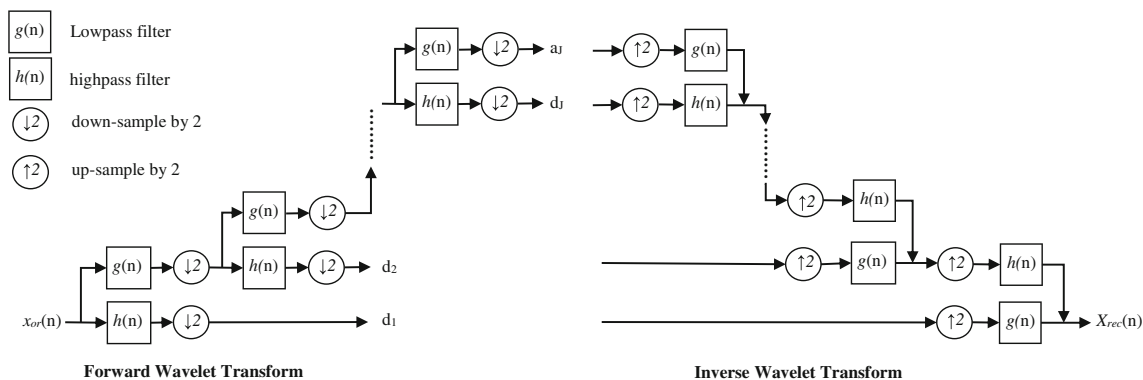 g(n) Lowpass filter
h(n) highpass filter
↓2 down-sample by 2
↑2 up-sample by 2
g(n) ↓2 aJ ↑2 g(n)
h(n) ↓2 dJ ↑2 h(n)
g(n) ↓2 ↑2 h(n)
g(n) ↓2 h(n) ↓2 d2 ↑2 g(n) ↑2 h(n)
xor(n) h(n) ↓2 d1 ↑2 g(n) Xrec(n)
Forward Wavelet Transform Inverse Wavelet Transform